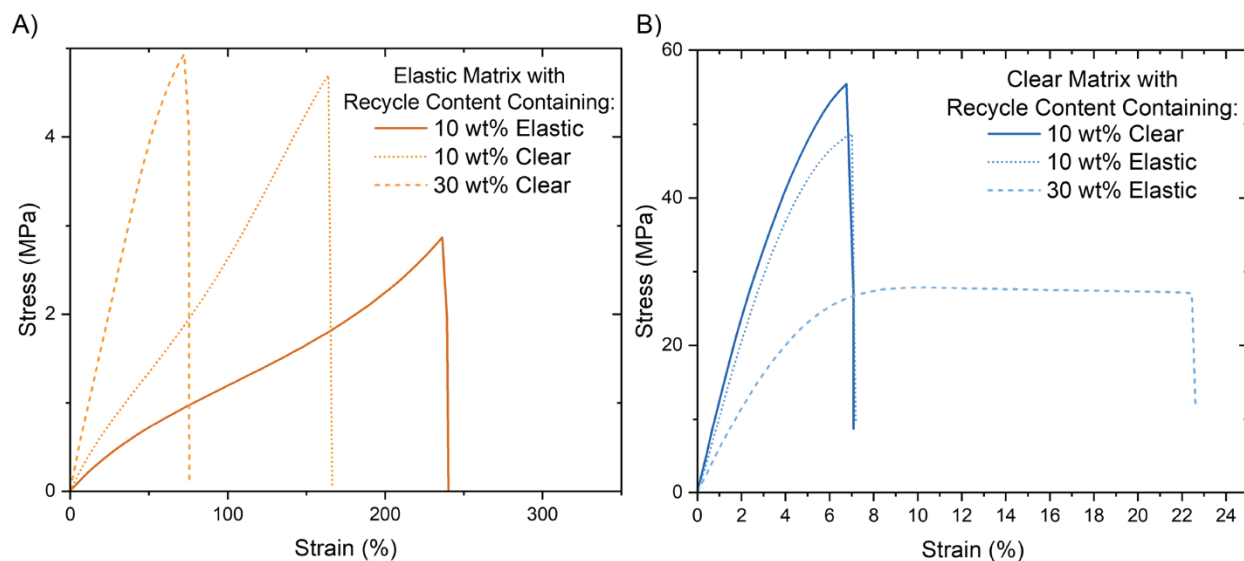 A)
Stress (MPa)
4
2
0
0
100
200
300
Strain (%)
Elastic Matrix with
Recycle Content Containing:
10 wt% Elastic
10 wt% Clear
30 wt% Clear
B)
Stress (MPa)
60
40
20
0
0
2
4
6
8
10
12
14
16
18
20
22
24
Strain (%)
Clear Matrix with
Recycle Content Containing:
10 wt% Clear
10 wt% Elastic
30 wt% Elastic